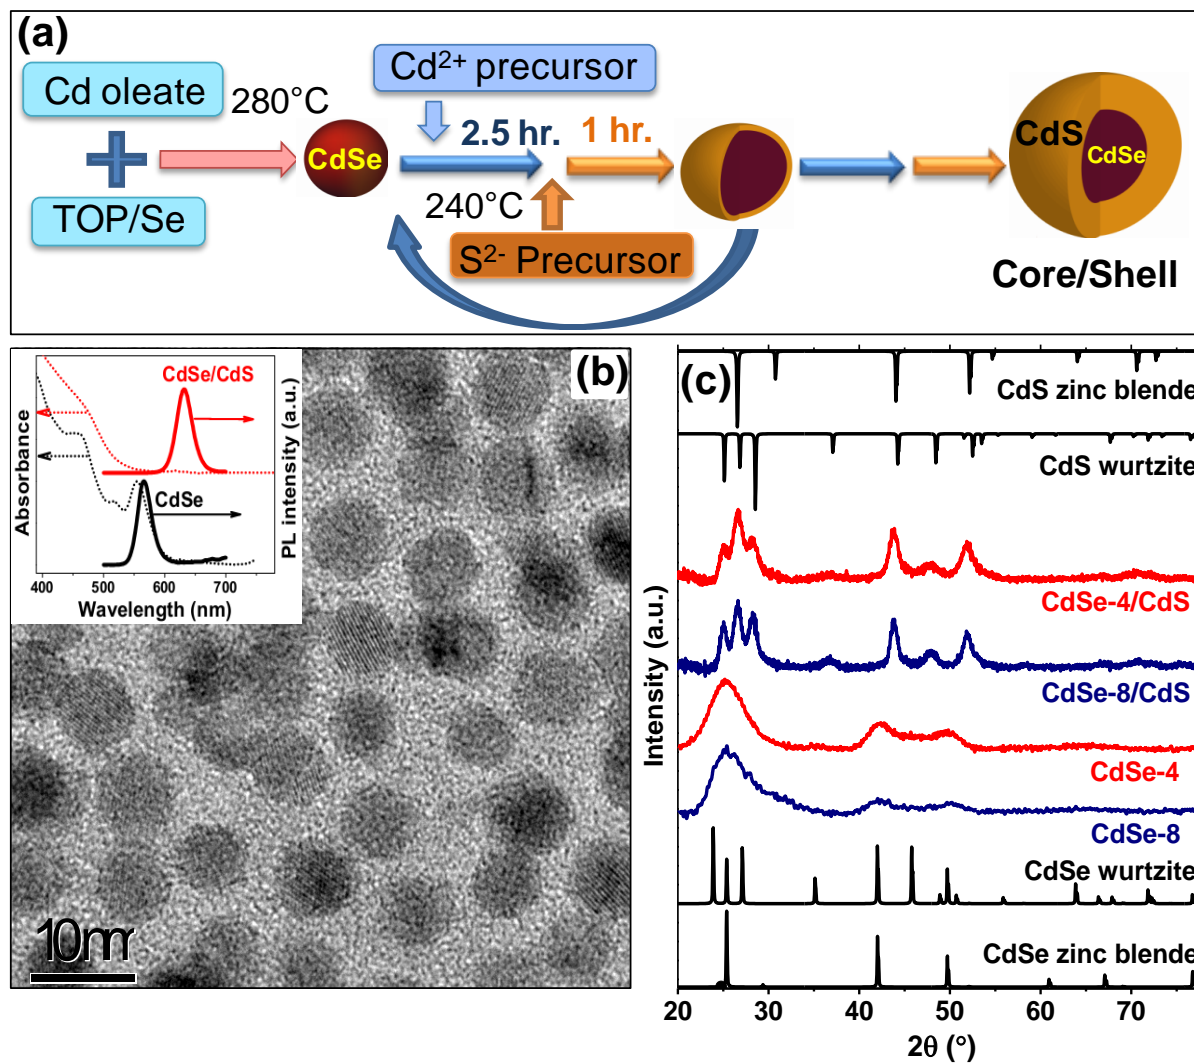 (a)
Cd oleate
TOP/Se
280°C
CdSe
Cd²⁺ precursor
2.5 hr.
1 hr.
240°C
S²⁻ Precursor
CdS
CdSe
Core/Shell
(b)
CdSe/CdS
CdSe
Absorbance
PL intensity (a.u.)
400 500 600 700
Wavelength (nm)
10nm
(c)
CdS zinc blende
CdS wurtzite
CdSe-4/CdS
CdSe-8/CdS
CdSe-4
CdSe-8
CdSe wurtzite
CdSe zinc blende
Intensity (a.u.)
20 30 40 50 60 70
2θ (°)